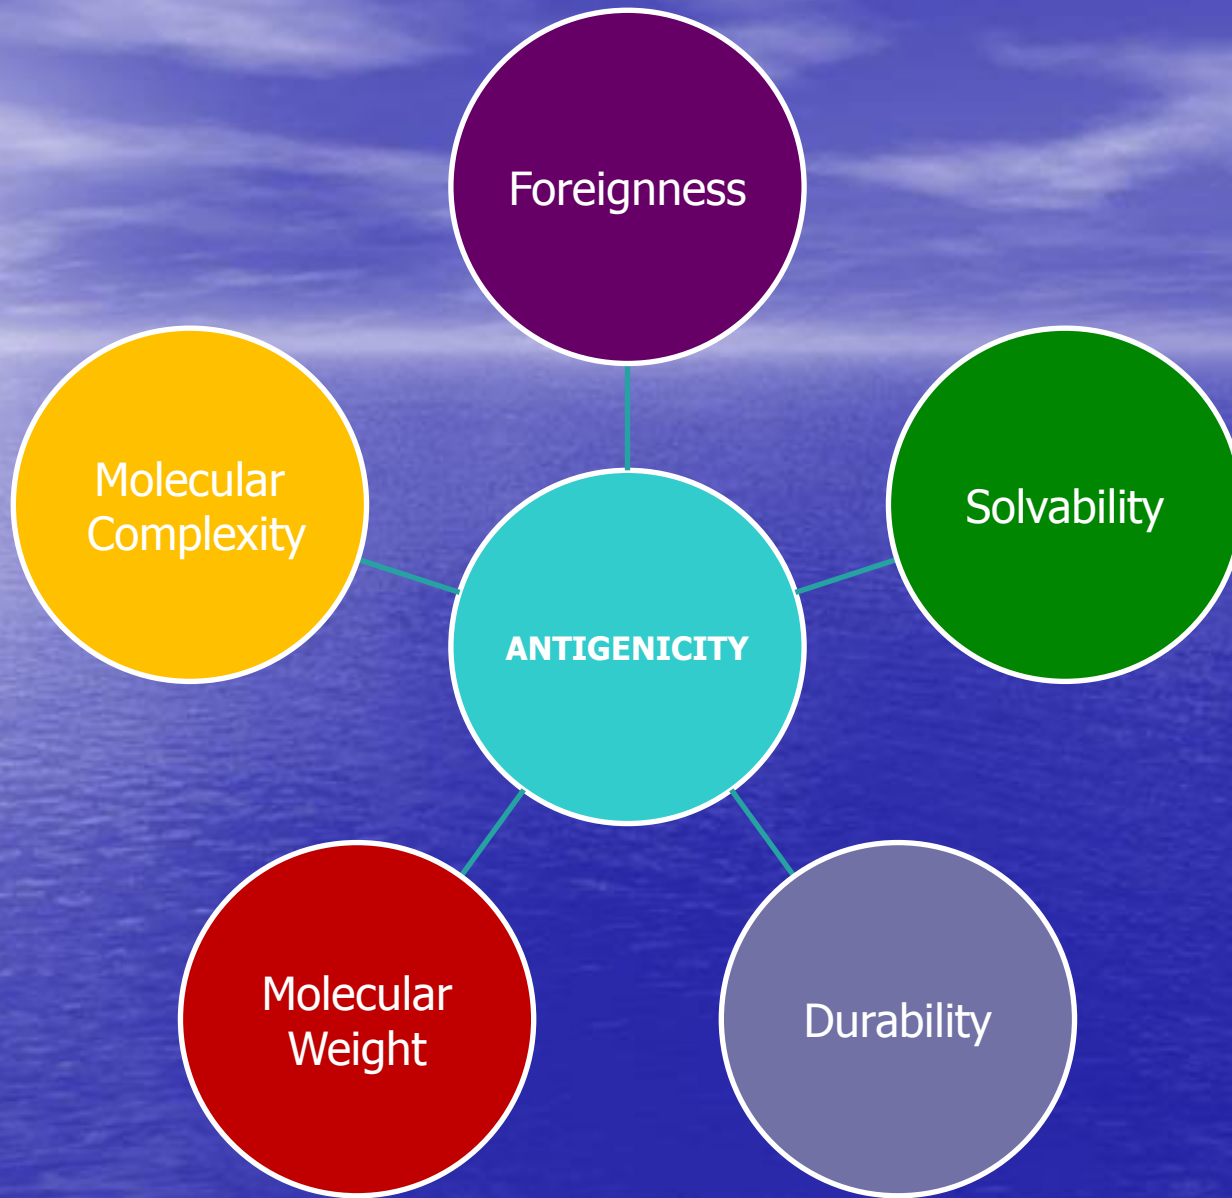 Foreignness
Molecular
Complexity
Solvability
ANTIGENICITY
Molecular
Weight
Durability